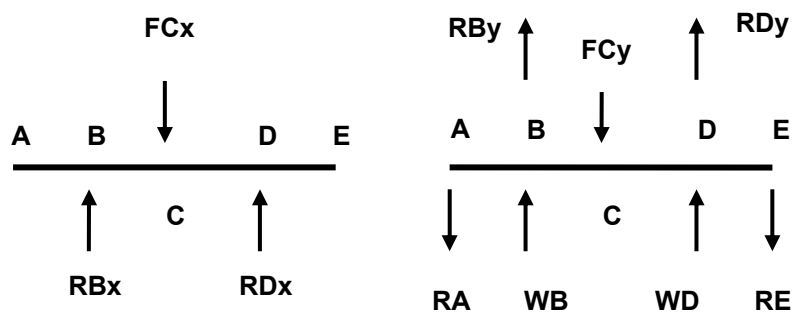 FCx
A B D E
C
RBx RDx
RBy RDy
FCy
A B D E
C
RA WB WD RE